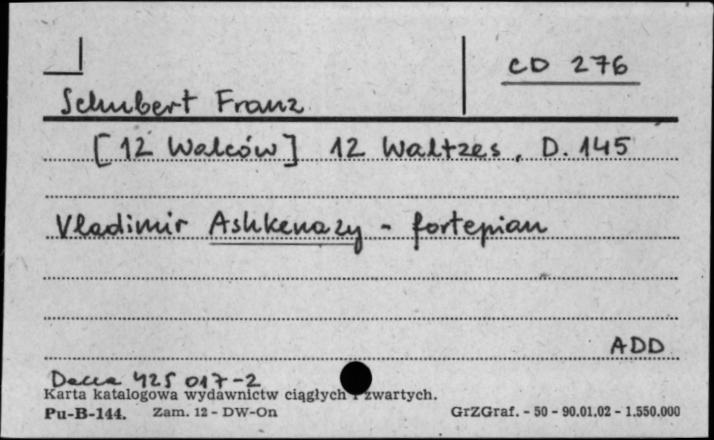 CD 276
Schubert Franz
[12 Walców] 12 Waltzes, D. 145
Vladimir Ashkenazy - fortepian
ADD
Decca 425 017-2
Karta katalogowa wydawnictw ciągłych i zwartych.
Pu-B-144. Zam. 12 - DW-On GrZGraf. - 50 - 90.01.02 - 1.550.000